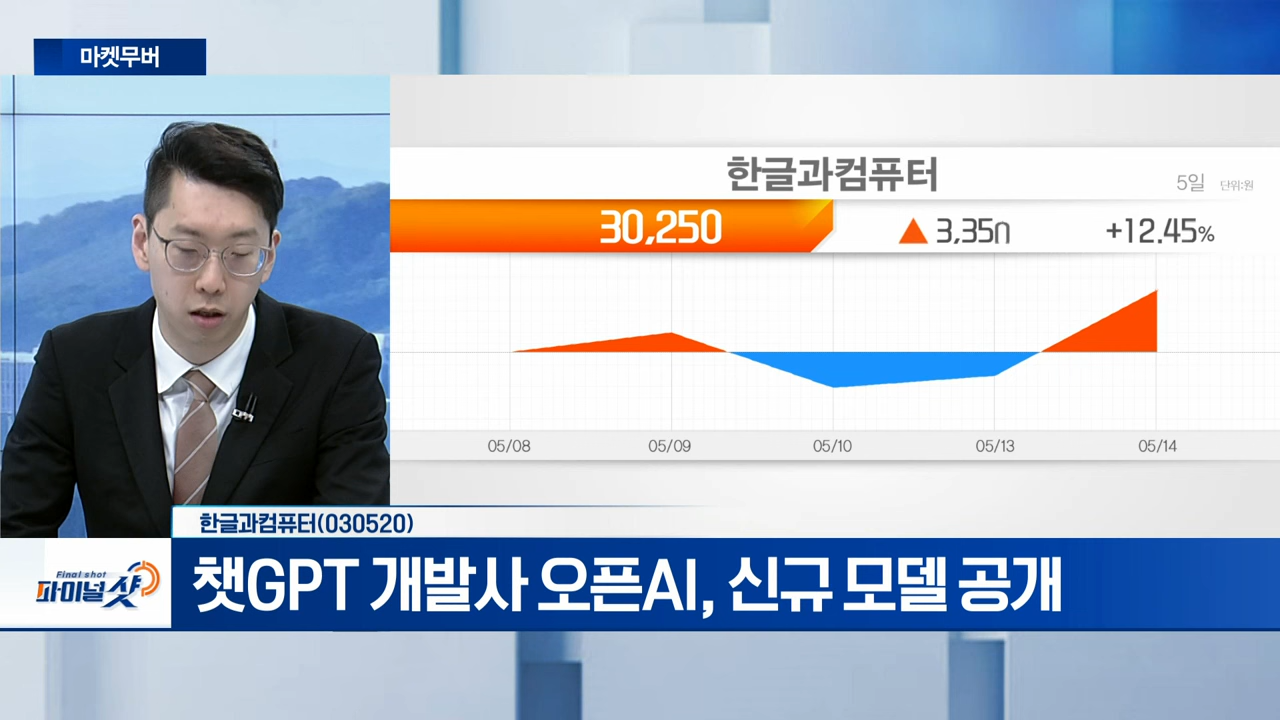 마켓무버
한글과컴퓨터
5일 단위:원
30,250 ▲ 3,350 +12.45%
05/08 05/09 05/10 05/13 05/14
한글과컴퓨터(030520)
Final shot
파이널샷
챗GPT 개발사 오픈AI, 신규 모델 공개